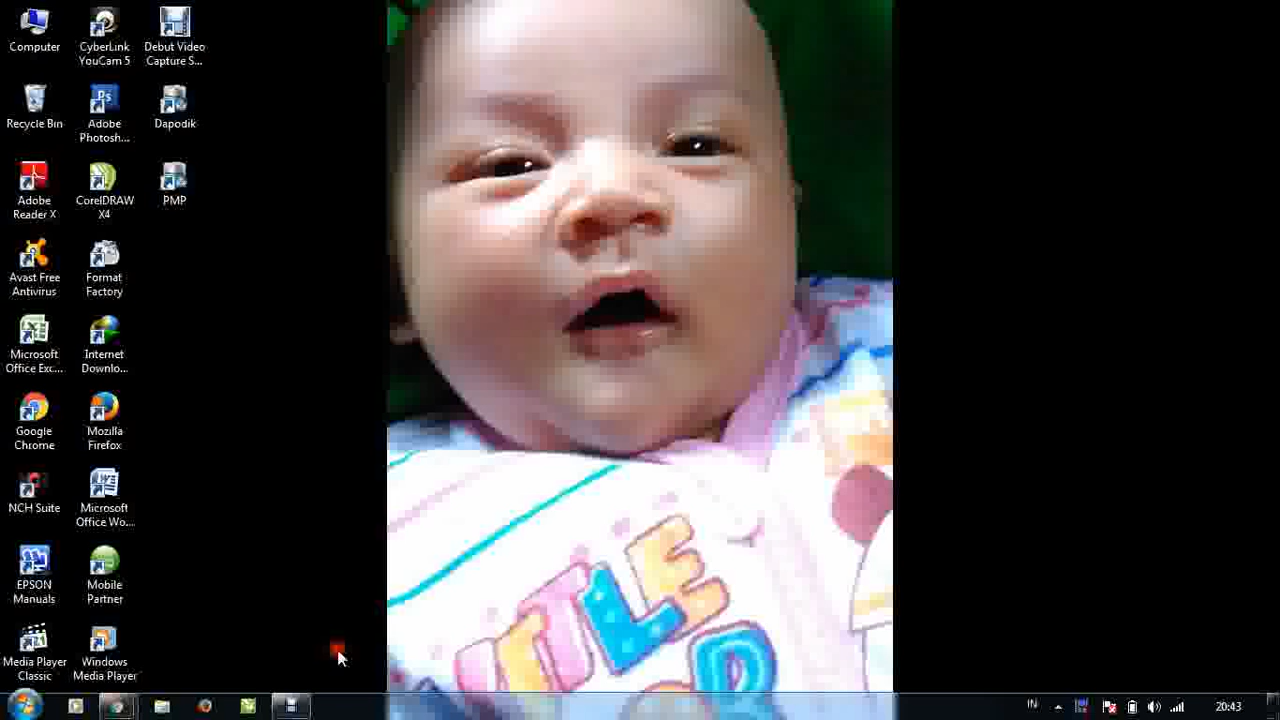 Computer
CyberLink
YouCam 5
Debut Video
Capture S...
Recycle Bin
Adobe
Photosh...
Dapodik
Adobe
Reader X
CorelDRAW
X4
PMP
Avast Free
Antivirus
Format
Factory
Microsoft
Office Exc...
Internet
Downlo...
Google
Chrome
Mozilla
Firefox
NCH Suite
Microsoft
Office Wo...
EPSON
Manuals
Mobile
Partner
Media Player
Classic
Windows
Media Player
Ps
IN
20:43